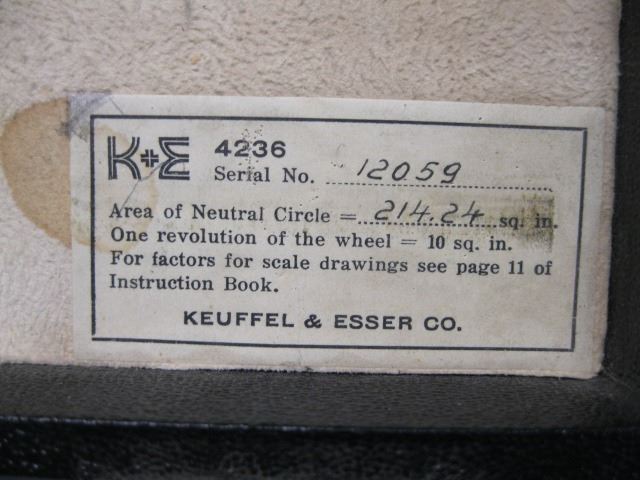 K+E 4236
Serial No. 12059
Area of Neutral Circle = 214.24 sq. in.
One revolution of the wheel = 10 sq. in.
For factors for scale drawings see page 11 of
Instruction Book.
KEUFFEL & ESSER CO.